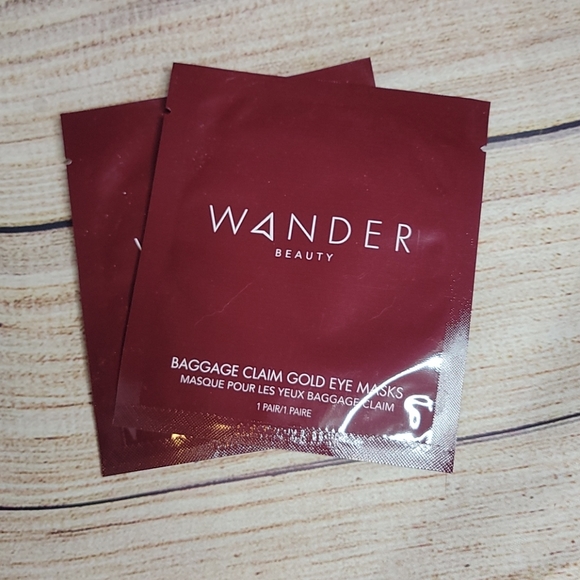 WANDER
BEAUTY
BAGGAGE CLAIM GOLD EYE MASKS
MASQUE POUR LES YEUX BAGGAGE CLAIM
1 PAIR/1 PAIRE